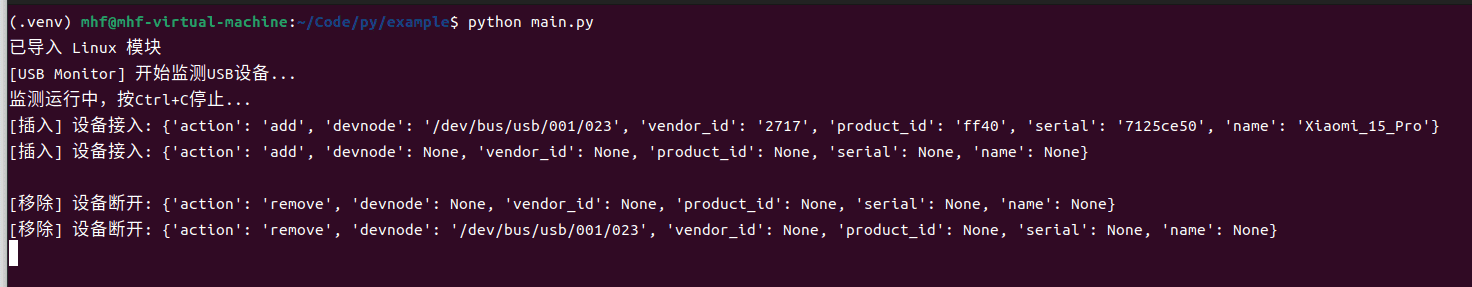 (.venv) mhf@mhf-virtual-machine:~/Code/py/example$ python main.py
已导入 Linux 模块
[USB Monitor] 开始监测USB设备...
监测运行中，按Ctrl+C停止...
[插入] 设备接入: {'action': 'add', 'devnode': '/dev/bus/usb/001/023', 'vendor_id': '2717', 'product_id': 'ff40', 'serial': '7125ce50', 'name': 'Xiaomi_15_Pro'}
[插入] 设备接入: {'action': 'add', 'devnode': None, 'vendor_id': None, 'product_id': None, 'serial': None, 'name': None}
[移除] 设备断开: {'action': 'remove', 'devnode': None, 'vendor_id': None, 'product_id': None, 'serial': None, 'name': None}
[移除] 设备断开: {'action': 'remove', 'devnode': '/dev/bus/usb/001/023', 'vendor_id': None, 'product_id': None, 'serial': None, 'name': None}